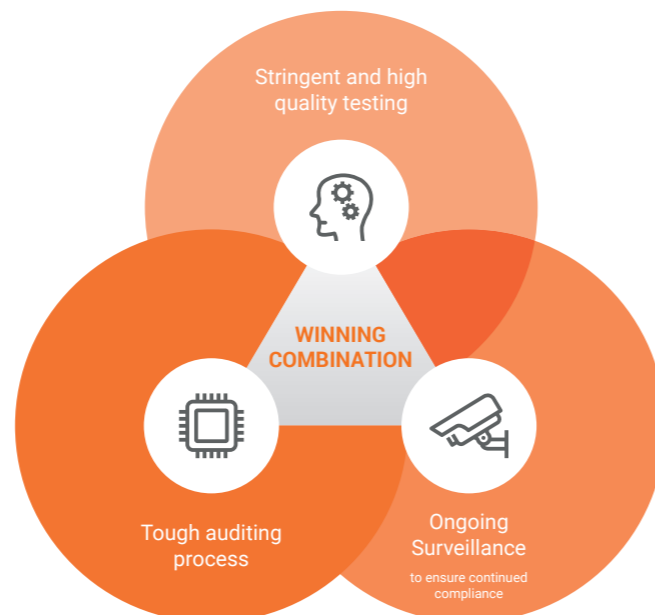 Stringent and high
quality testing
WINNING
COMBINATION
Tough auditing
process
Ongoing
Surveillance
to ensure continued
compliance